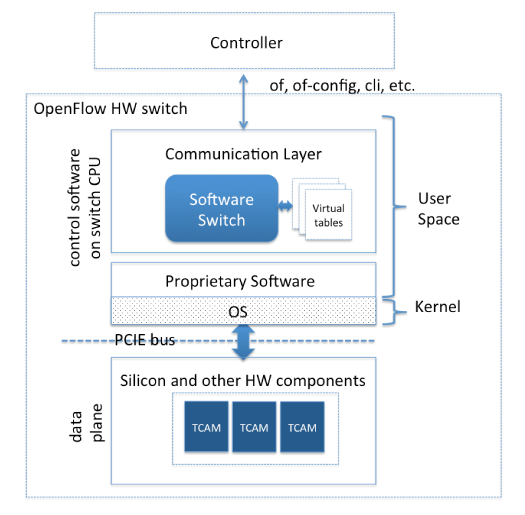 Controller
of, of-config, cli, etc.
OpenFlow HW switch
control software
on switch CPU
Communication Layer
Software
Switch
Virtual
tables
User
Space
Proprietary Software
OS
Kernel
PCIE bus
data
plane
Silicon and other HW components
TCAM TCAM TCAM